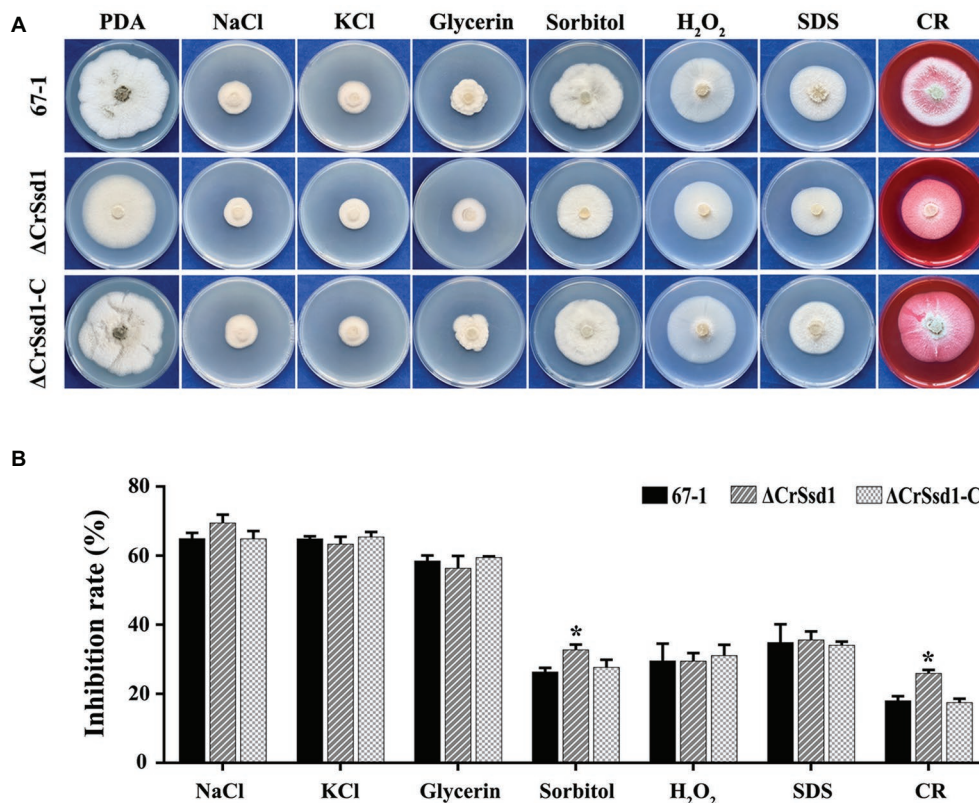 A
PDA NaCl KCl Glycerin Sorbitol H₂O₂ SDS CR
67-1
ΔCrSsd1
ΔCrSsd1-C
B
67-1 ΔCrSsd1 ΔCrSsd1-C
Inhibition rate (%)
80
60
40
20
0
* *
NaCl KCl Glycerin Sorbitol H₂O₂ SDS CR